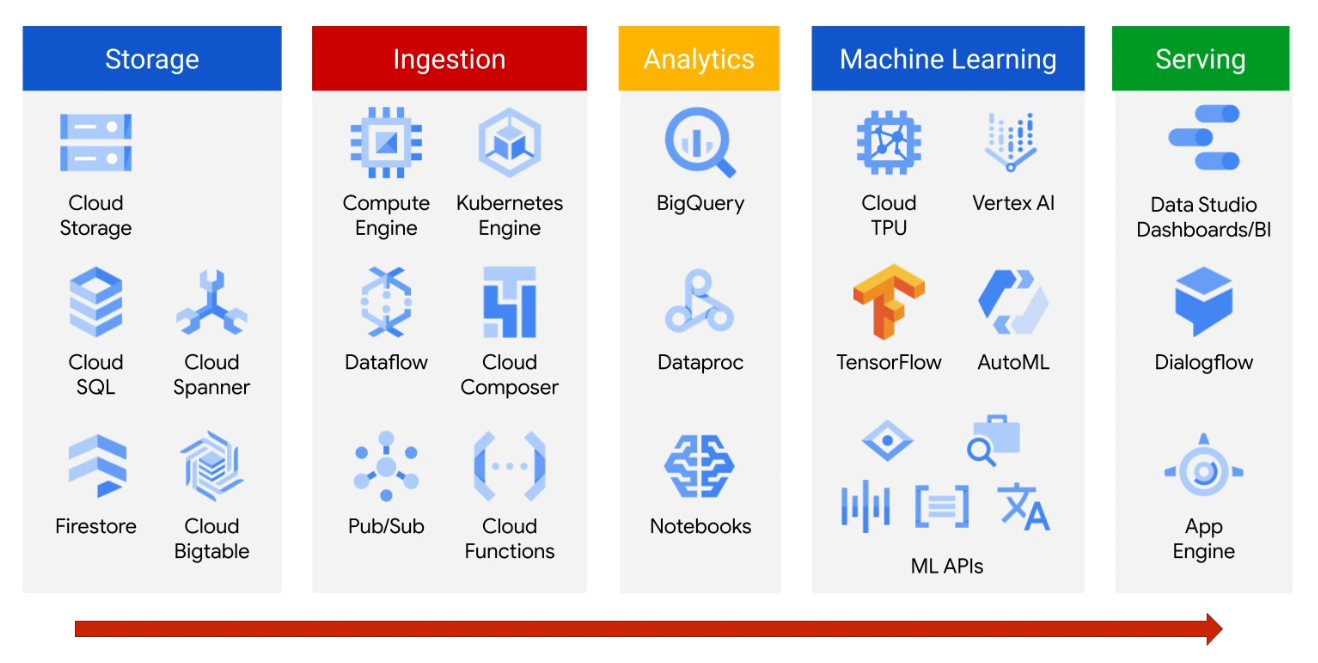 Storage
Cloud
Storage
Cloud
SQL
Cloud
Spanner
Firestore
Cloud
Bigtable
Ingestion
Compute
Engine
Kubernetes
Engine
Dataflow
Cloud
Composer
Pub/Sub
Cloud
Functions
Analytics
BigQuery
Dataproc
Notebooks
Machine Learning
Cloud
TPU
Vertex AI
TensorFlow
AutoML
文A
ML APIs
Serving
Data Studio
Dashboards/BI
Dialogflow
App
Engine